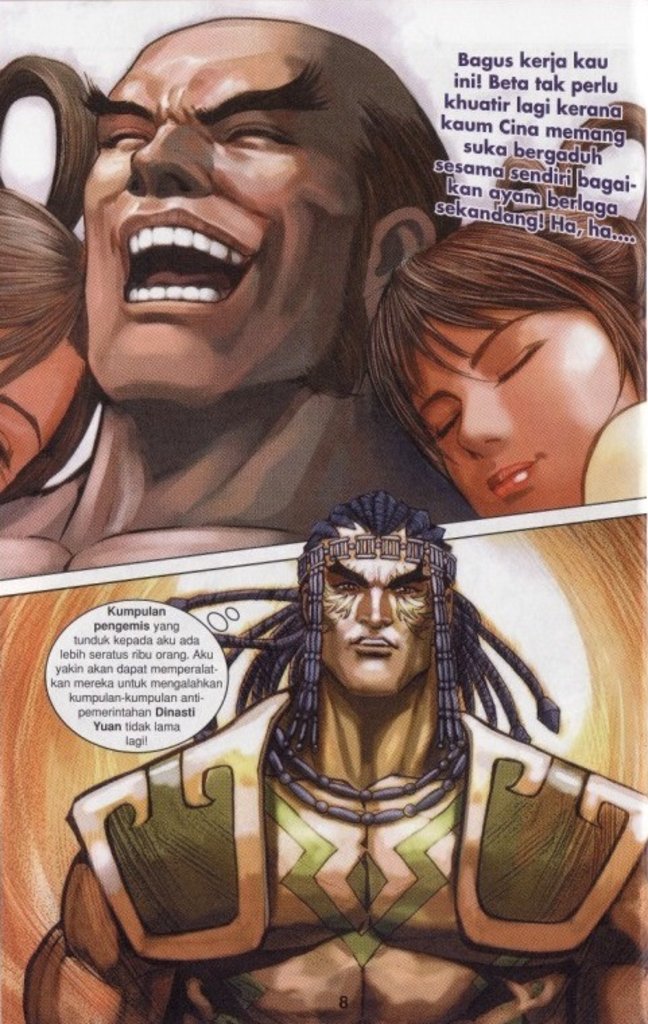 Bagus kerja kau
ini! Beta tak perlu
khuatir lagi kerana
kaum Cina memang
suka bergaduh
sesama sendiri bagai-
kan ayam berlaga
sekandang! Ha, ha....
Kumpulan
pengemis yang
tunduk kepada aku ada
lebih seratus ribu orang. Aku
yakin akan dapat memperalat-
kan mereka untuk mengalahkan
kumpulan-kumpulan anti-
pemerintahan Dinasti
Yuan tidak lama
lagi!
8